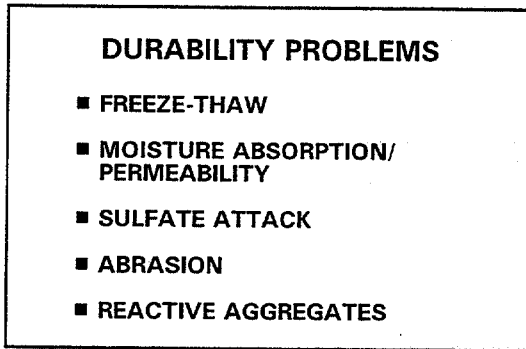 DURABILITY PROBLEMS
■ FREEZE-THAW
■ MOISTURE ABSORPTION/
PERMEABILITY
■ SULFATE ATTACK
■ ABRASION
■ REACTIVE AGGREGATES